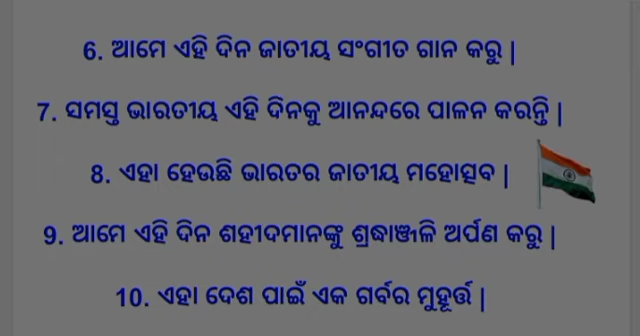 6. ଆମେ ଏହି ଦିନ ଜାତୀୟ ସଂଗୀତ ଗାନ କରୁ |
7. ସମସ୍ତ ଭାରତୀୟ ଏହି ଦିନକୁ ଆନନ୍ଦରେ ପାଳନ କରନ୍ତି |
8. ଏହା ହେଉଛି ଭାରତର ଜାତୀୟ ମହୋତ୍ସବ |
9. ଆମେ ଏହି ଦିନ ଶହୀଦମାନଙ୍କୁ ଶ୍ରଦ୍ଧାଞ୍ଜଳି ଅର୍ପଣ କରୁ |
10. ଏହା ଦେଶ ପାଇଁ ଏକ ଗର୍ବର ମୁହୂର୍ତ୍ତ |